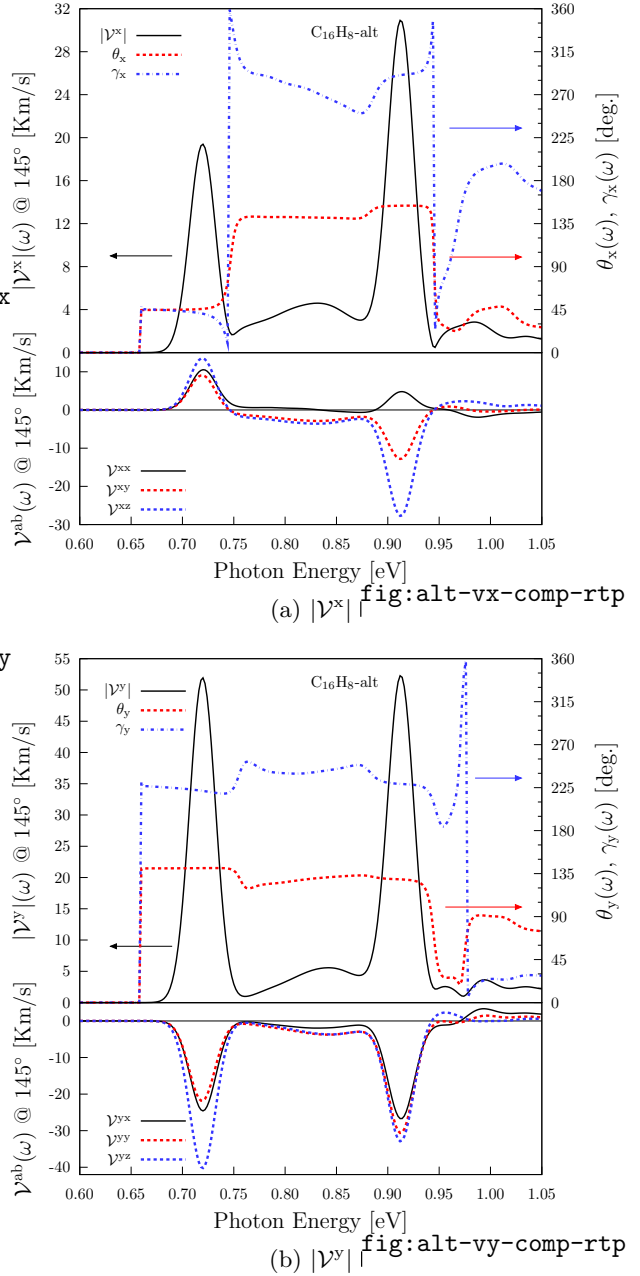 |𝒱ˣ|(ω) @ 145° [Km/s]
32
28
24
20
16
12
8
4
0
|𝒱ˣ|
θₓ
γₓ
C₁₆H₈-alt
360
315
270
225
180
135
90
45
0
θₓ(ω), γₓ(ω) [deg.]
x
𝒱ᵃᵇ(ω) @ 145° [Km/s]
10
0
-10
-20
-30
𝒱ˣˣ
𝒱ˣʸ
𝒱ˣᶻ
0.60 0.65 0.70 0.75 0.80 0.85 0.90 0.95 1.00 1.05
Photon Energy [eV]
(a) |𝒱ˣ| fig:alt-vx-comp-rtp
y
|𝒱ʸ|(ω) @ 145° [Km/s]
55
50
45
40
35
30
25
20
15
10
5
0
|𝒱ʸ|
θ_y
γ_y
C₁₆H₈-alt
360
315
270
225
180
135
90
45
0
θ_y(ω), γ_y(ω) [deg.]
𝒱ᵃᵇ(ω) @ 145° [Km/s]
0
-10
-20
-30
-40
𝒱ʸˣ
𝒱ʸʸ
𝒱ʸᶻ
0.60 0.65 0.70 0.75 0.80 0.85 0.90 0.95 1.00 1.05
Photon Energy [eV]
(b) |𝒱ʸ| fig:alt-vy-comp-rtp